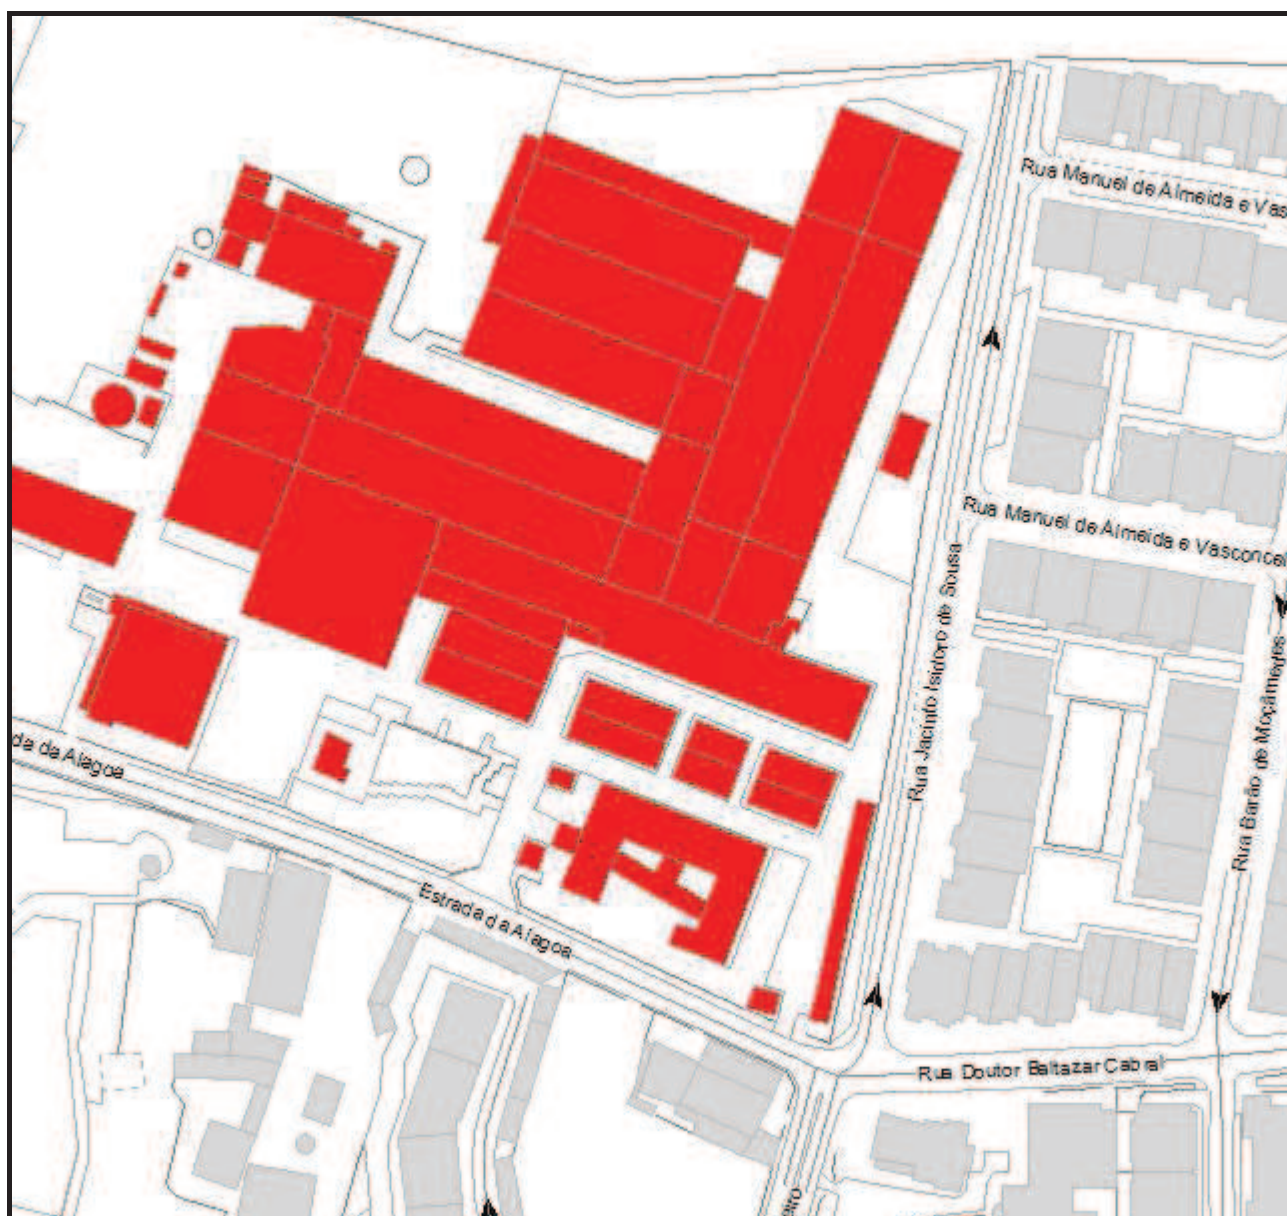 Rua Manuel de Almeida e Vas
Rua Manuel de Almeida e Vasconcel
Rua Jacinto Isidoro de Sousa
Rua Barão de Moçâmedes
da da Alagoa
Estrada da Alagoa
Rua Doutor Baltazar Cabral
eiro